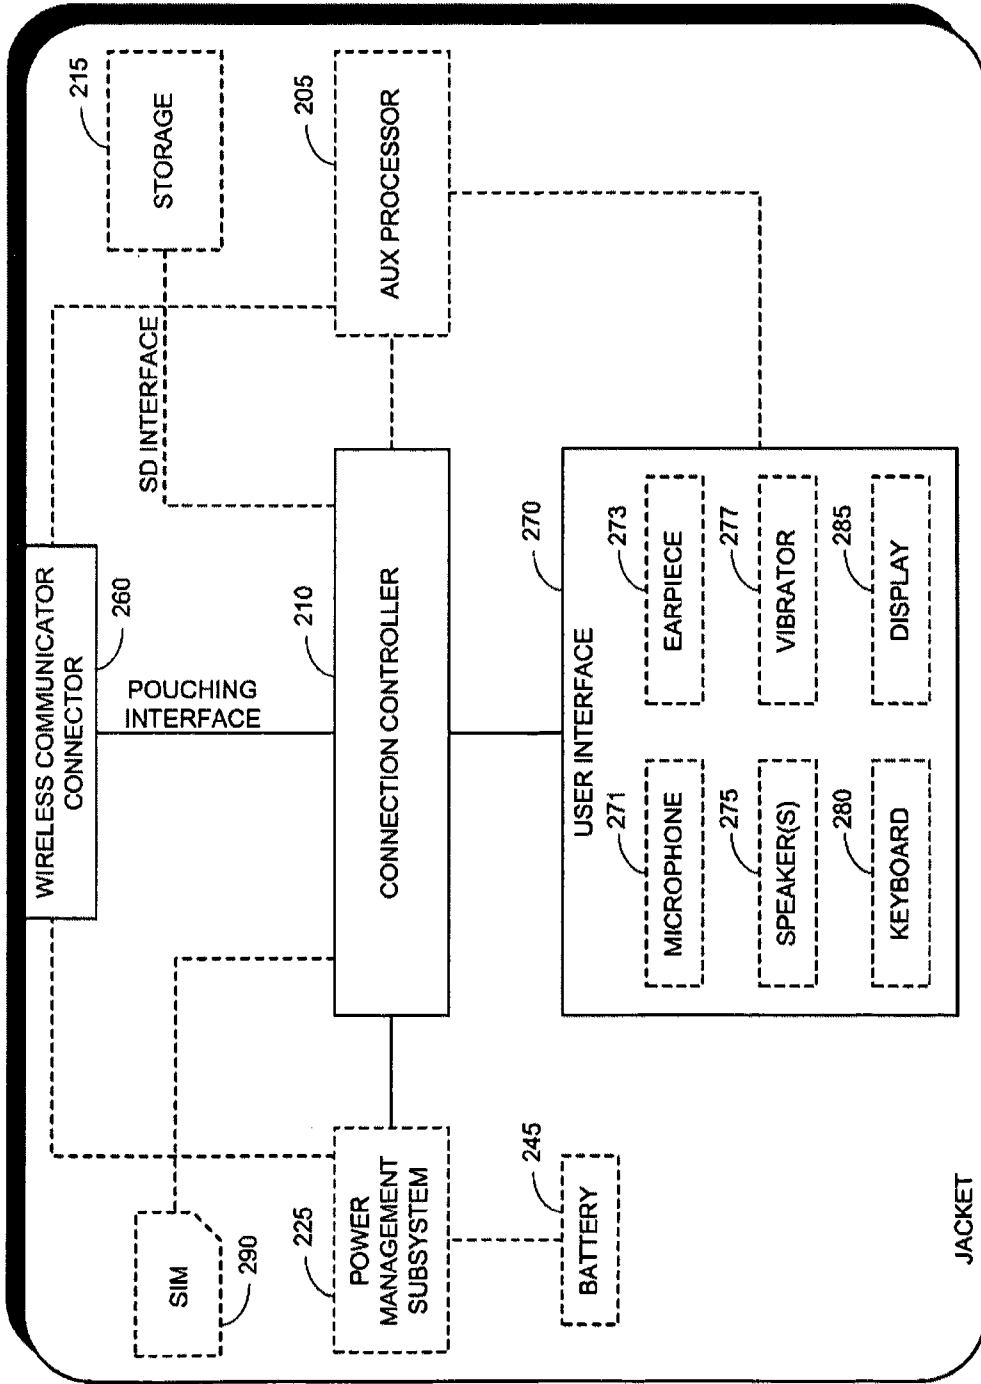 215
STORAGE
205
AUX PROCESSOR
SD INTERFACE
WIRELESS COMMUNICATOR
CONNECTOR
260
POUCHING
INTERFACE
210
CONNECTION CONTROLLER
SIM
290
225
POWER
MANAGEMENT
SUBSYSTEM
245
BATTERY
270
USER INTERFACE
271
MICROPHONE
273
EARPIECE
275
SPEAKER(S)
277
VIBRATOR
280
KEYBOARD
285
DISPLAY
JACKET